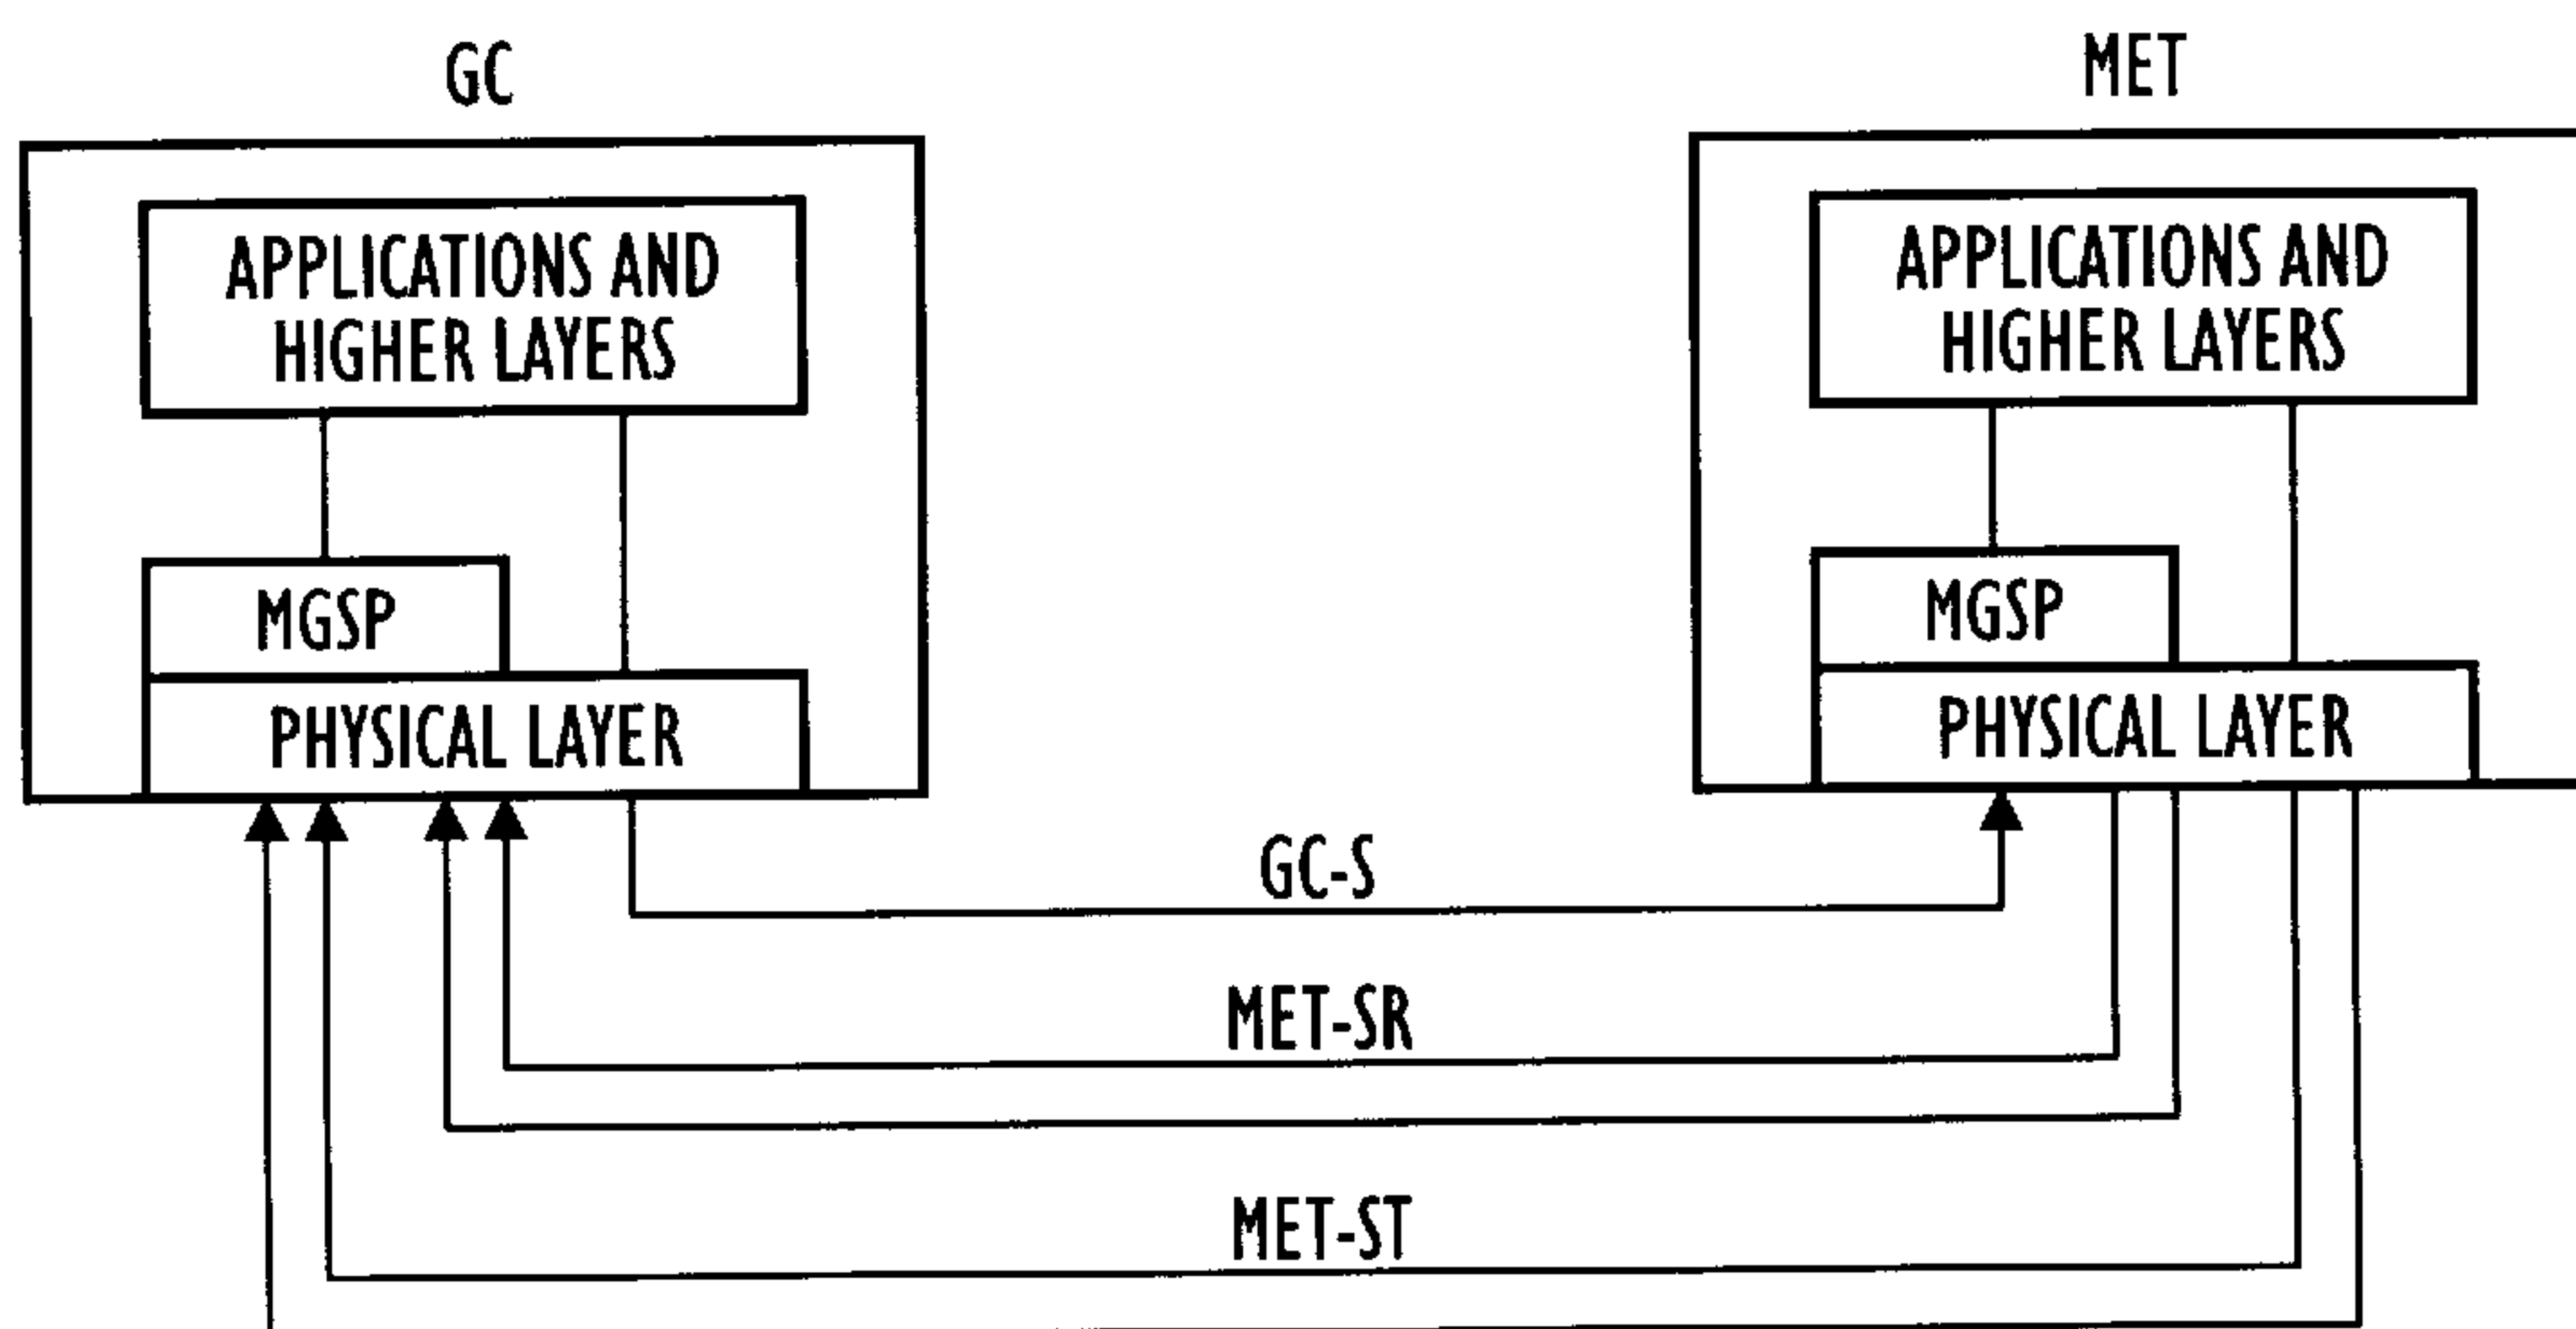 GC
APPLICATIONS AND
HIGHER LAYERS
MGSP
PHYSICAL LAYER
MET
APPLICATIONS AND
HIGHER LAYERS
MGSP
PHYSICAL LAYER
GC-S
MET-SR
MET-ST